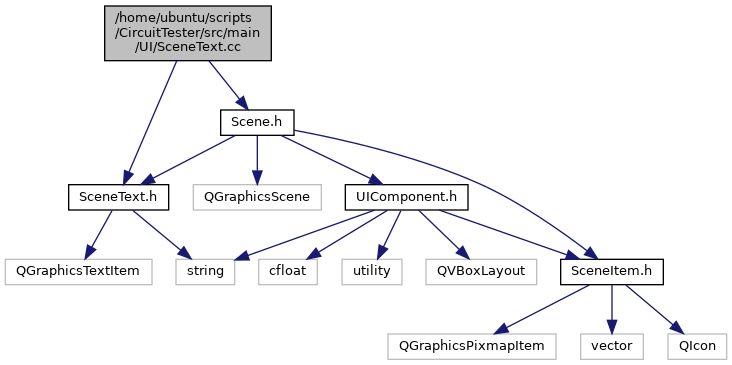 /home/ubuntu/scripts
/CircuitTester/src/main
/UI/SceneText.cc
Scene.h
SceneText.h
QGraphicsScene
UIComponent.h
QGraphicsTextItem
string
cfloat
utility
QVBoxLayout
SceneItem.h
QGraphicsPixmapItem
vector
QIcon